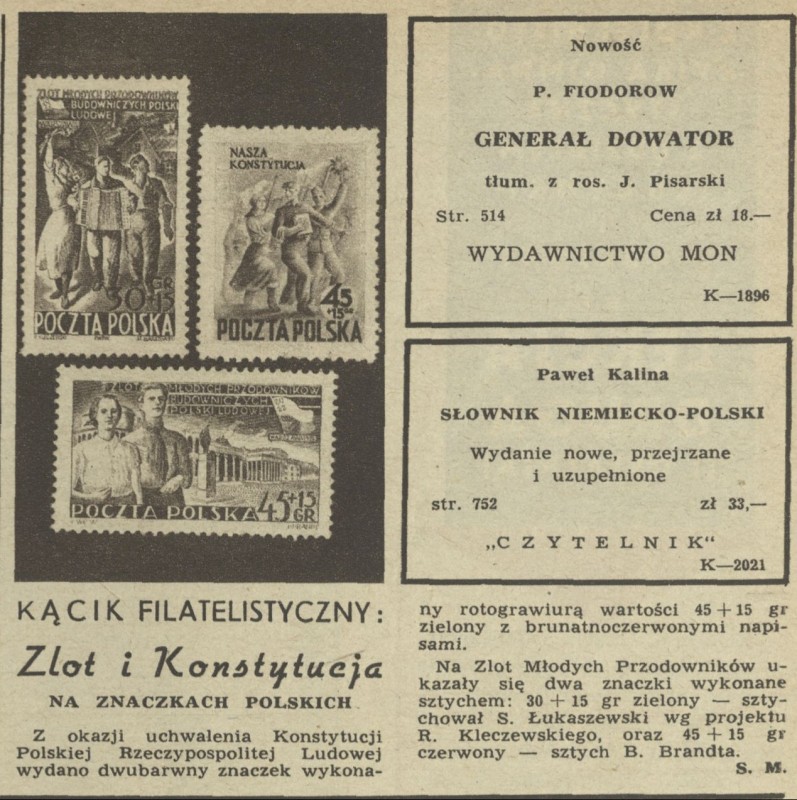 ZLOT MŁODYCH PRZODOWNIKÓW
BUDOWNICZYCH POLSKI
LUDOWEJ
30 GR
+15
POCZTA POLSKA
NASZA
KONSTYTUCJA
45
+15 GR
POCZTA POLSKA
ZLOT MŁODYCH PRZODOWNIKÓW
BUDOWNICZYCH
POLSKI LUDOWEJ
POCZTA POLSKA 45+15
GR
KĄCIK FILATELISTYCZNY:
Zlot i Konstytucja
NA ZNACZKACH POLSKICH
Z okazji uchwalenia Konstytucji
Polskiej Rzeczypospolitej Ludowej
wydano dwubarwny znaczek wykona-
ny rotograwiurą wartości 45 + 15 gr
zielony z brunatnoczerwonymi napi-
sami.
Na Zlot Młodych Przodowników u-
kazały się dwa znaczki wykonane
sztychem: 30 + 15 gr zielony — szty-
chował S. Łukaszewski wg projektu
R. Kleczewskiego, oraz 45 + 15 gr
czerwony — sztych B. Brandta.
S. M.
Nowość
P. FIODOROW
GENERAŁ DOWATOR
tłum. z ros. J. Pisarski
Str. 514 Cena zł 18.—
WYDAWNICTWO MON
K—1896
Paweł Kalina
SŁOWNIK NIEMIECKO-POLSKI
Wydanie nowe, przejrzane
i uzupełnione
str. 752 zł 33,—
„CZYTELNIK"
K—2021